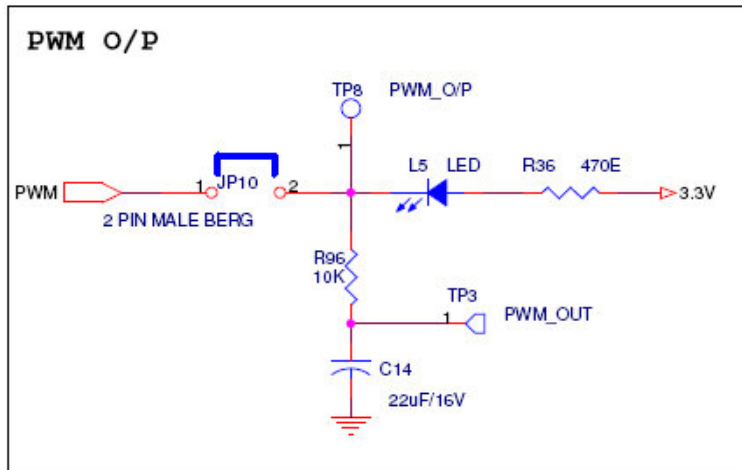 PWM O/P
TP8 PWM_O/P
1
L5 LED R36 470E
PWM 1 JP10 2 3.3V
2 PIN MALE BERG
R96
10K
TP3
1 PWM_OUT
C14
22uF/16V